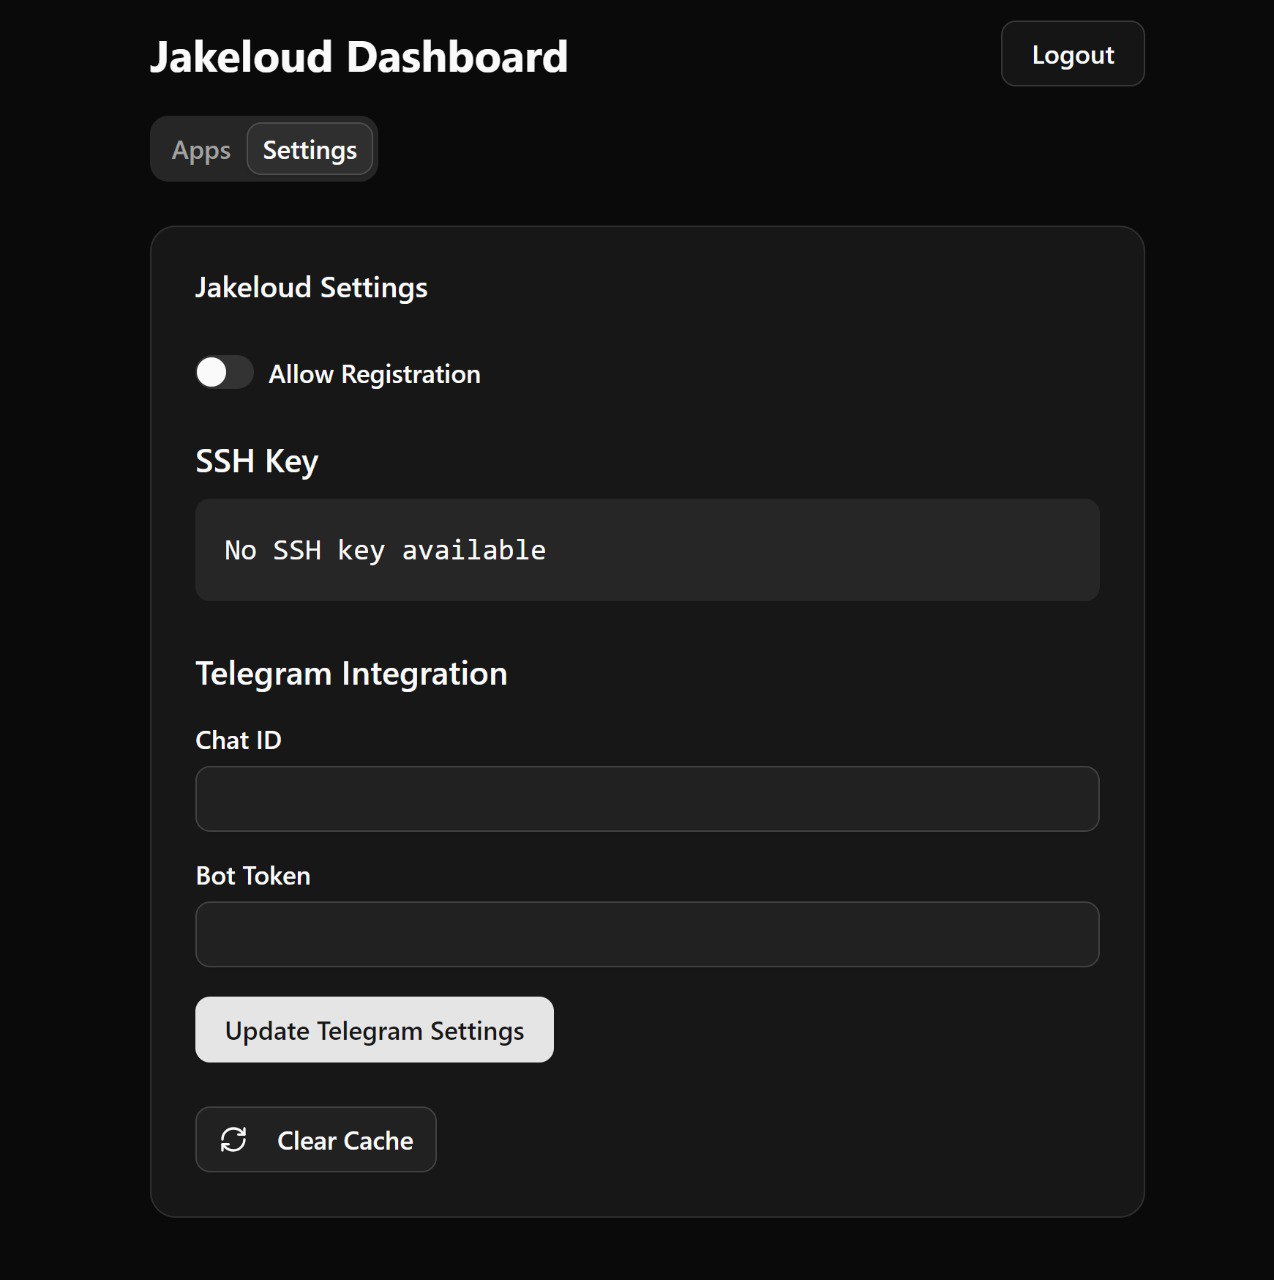 Jakeloud Dashboard
Logout
Apps
Settings
Jakeloud Settings
Allow Registration
SSH Key
No SSH key available
Telegram Integration
Chat ID
Bot Token
Update Telegram Settings
Clear Cache